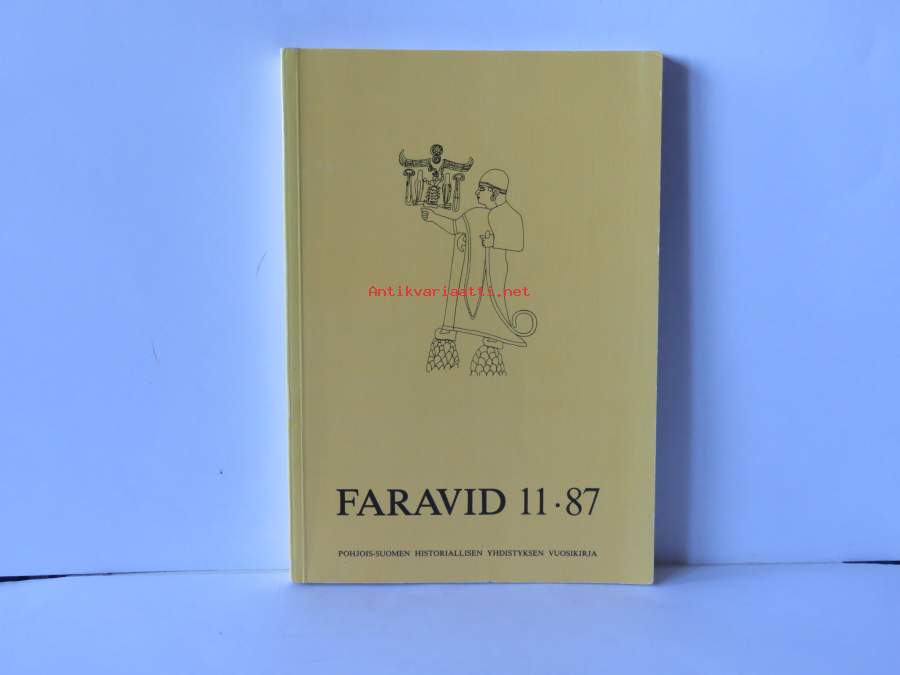 Antikvariaatti.net
FARAVID 11·87
POHJOIS-SUOMEN HISTORIALLISEN YHDISTYKSEN VUOSIKIRJA